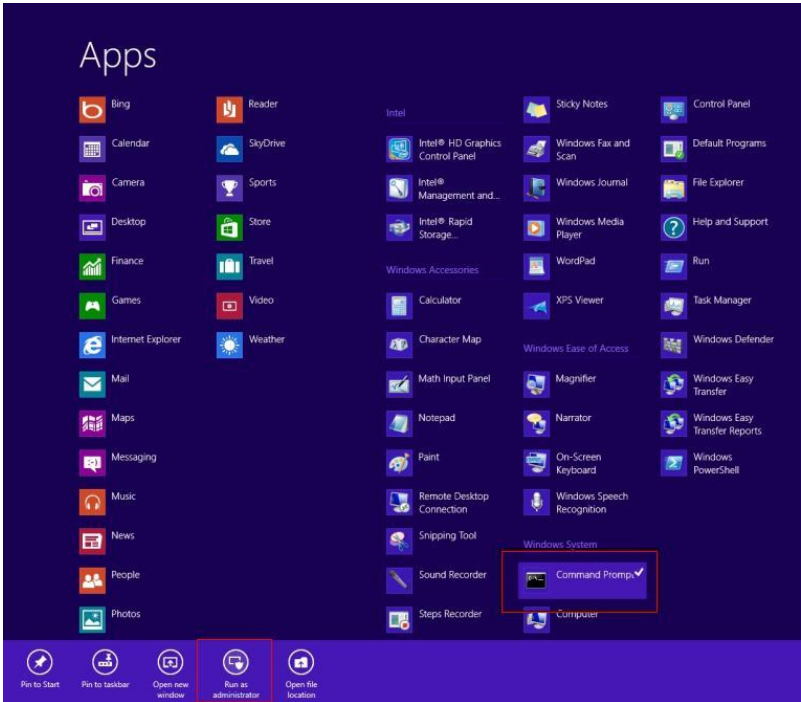 Apps
Bing
Calendar
Camera
Desktop
Finance
Games
Internet Explorer
Mail
Maps
Messaging
Music
News
People
Photos
Reader
SkyDrive
Sports
Store
Travel
Video
Weather
Intel
Intel® HD Graphics
Control Panel
Intel®
Management and...
Intel® Rapid
Storage...
Windows Accessories
Calculator
Character Map
Math Input Panel
Notepad
Paint
Remote Desktop
Connection
Snipping Tool
Sound Recorder
Steps Recorder
Sticky Notes
Windows Fax and
Scan
Windows Journal
Windows Media
Player
WordPad
XPS Viewer
Windows Ease of Access
Magnifier
Narrator
On-Screen
Keyboard
Windows Speech
Recognition
Windows System
Command Prompt
Computer
Control Panel
Default Programs
File Explorer
Help and Support
Run
Task Manager
Windows Defender
Windows Easy
Transfer
Windows Easy
Transfer Reports
Windows
PowerShell
Pin to Start
Pin to taskbar
Open new
window
Run as
administrator
Open file
location